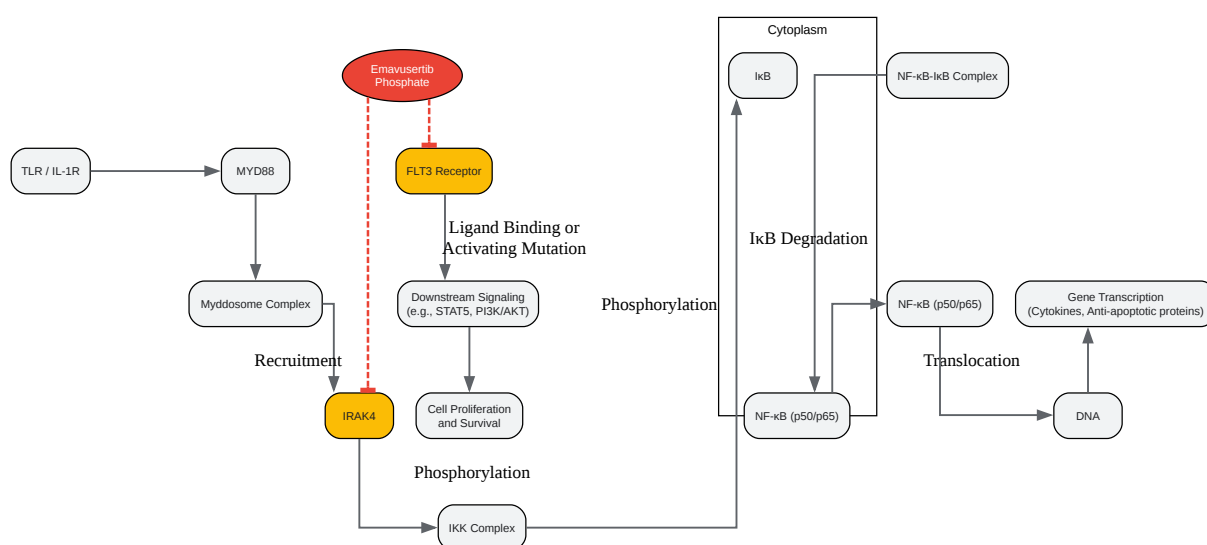 Cytoplasm
Emavusertib
Phosphate
IκB
NF-κB-IκB Complex
TLR / IL-1R
MYD88
FLT3 Receptor
Ligand Binding or
Activating Mutation
IκB Degradation
Myddosome Complex
Downstream Signaling
(e.g., STAT5, PI3K/AKT)
Phosphorylation
NF-κB (p50/p65)
Gene Transcription
(Cytokines, Anti-apoptotic proteins)
Recruitment
Translocation
IRAK4
Cell Proliferation
and Survival
NF-κB (p50/p65)
DNA
Phosphorylation
IKK Complex